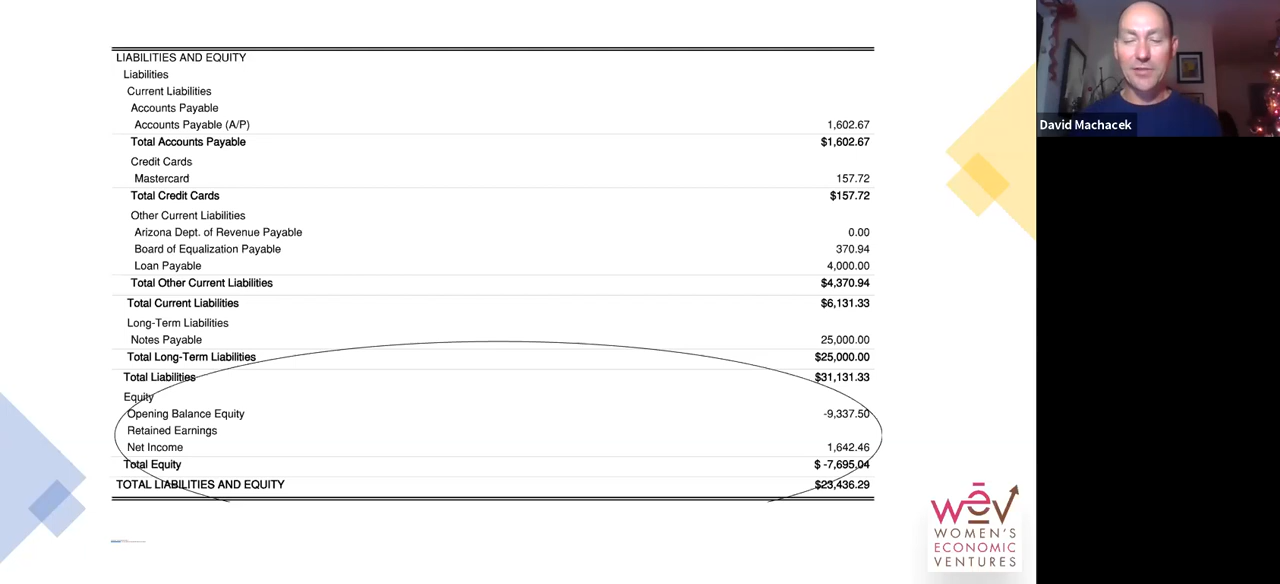 LIABILITIES AND EQUITY
Liabilities
Current Liabilities
Accounts Payable
Accounts Payable (A/P) 1,602.67
Total Accounts Payable $1,602.67
Credit Cards
Mastercard 157.72
Total Credit Cards $157.72
Other Current Liabilities
Arizona Dept. of Revenue Payable 0.00
Board of Equalization Payable 370.94
Loan Payable 4,000.00
Total Other Current Liabilities $4,370.94
Total Current Liabilities $6,131.33
Long-Term Liabilities
Notes Payable 25,000.00
Total Long-Term Liabilities $25,000.00
Total Liabilities $31,131.33
Equity
Opening Balance Equity -9,337.50
Retained Earnings
Net Income 1,642.46
Total Equity $ -7,695.04
TOTAL LIABILITIES AND EQUITY $23,436.29
David Machacek
wev
WOMEN'S
ECONOMIC
VENTURES